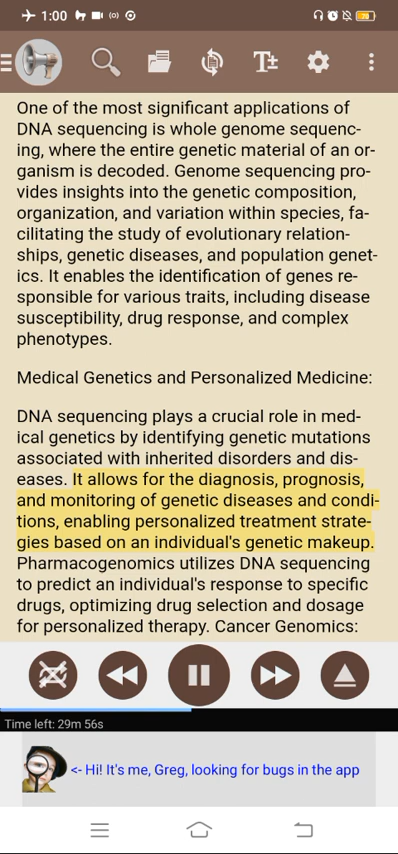 1:00
One of the most significant applications of
DNA sequencing is whole genome sequenc-
ing, where the entire genetic material of an or-
ganism is decoded. Genome sequencing pro-
vides insights into the genetic composition,
organization, and variation within species, fa-
cilitating the study of evolutionary relation-
ships, genetic diseases, and population genet-
ics. It enables the identification of genes re-
sponsible for various traits, including disease
susceptibility, drug response, and complex
phenotypes.
Medical Genetics and Personalized Medicine:
DNA sequencing plays a crucial role in med-
ical genetics by identifying genetic mutations
associated with inherited disorders and dis-
eases. It allows for the diagnosis, prognosis,
and monitoring of genetic diseases and condi-
tions, enabling personalized treatment strate-
gies based on an individual's genetic makeup.
Pharmacogenomics utilizes DNA sequencing
to predict an individual's response to specific
drugs, optimizing drug selection and dosage
for personalized therapy. Cancer Genomics:
Time left: 29m 56s
<- Hi! It's me, Greg, looking for bugs in the app